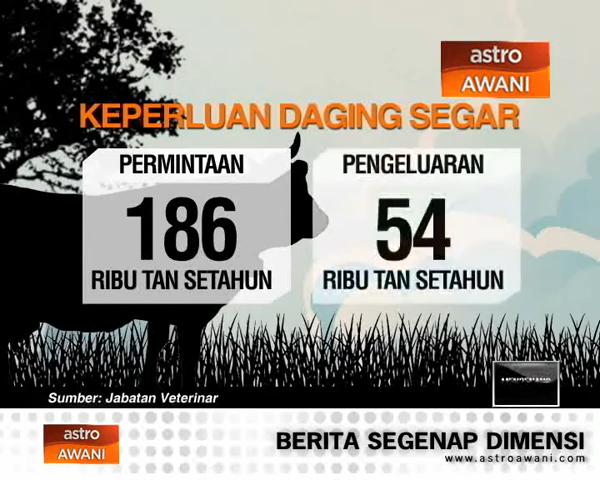 astro
AWANI
KEPERLUAN DAGING SEGAR
PERMINTAAN
186
RIBU TAN SETAHUN
PENGELUARAN
54
RIBU TAN SETAHUN
Sumber: Jabatan Veterinar
astro
AWANI
BERITA SEGENAP DIMENSI
www.astroawani.com